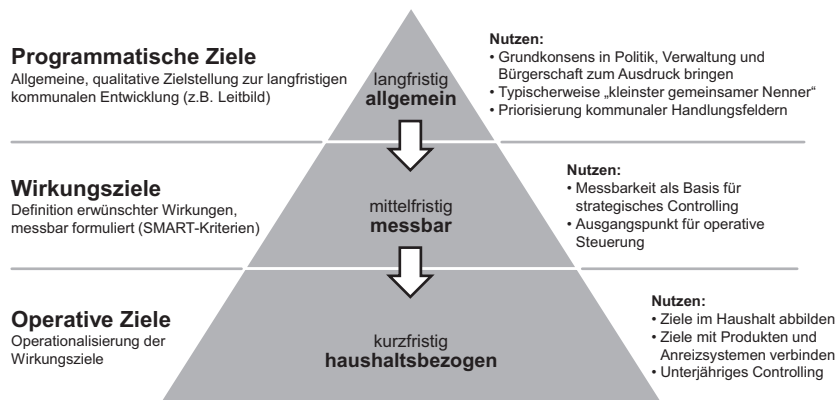 Programmatische Ziele
Allgemeine, qualitative Zielstellung zur langfristigen
kommunalen Entwicklung (z.B. Leitbild)
langfristig
allgemein
Nutzen:
• Grundkonsens in Politik, Verwaltung und
Bürgerschaft zum Ausdruck bringen
• Typischerweise „kleinster gemeinsamer Nenner“
• Priorisierung kommunaler Handlungsfeldern
Wirkungsziele
Definition erwünschter Wirkungen,
messbar formuliert (SMART-Kriterien)
mittelfristig
messbar
Nutzen:
• Messbarkeit als Basis für
strategisches Controlling
• Ausgangspunkt für operative
Steuerung
Operative Ziele
Operationalisierung der
Wirkungsziele
kurzfristig
haushaltsbezogen
Nutzen:
• Ziele im Haushalt abbilden
• Ziele mit Produkten und
Anreizsystemen verbinden
• Unterjähriges Controlling